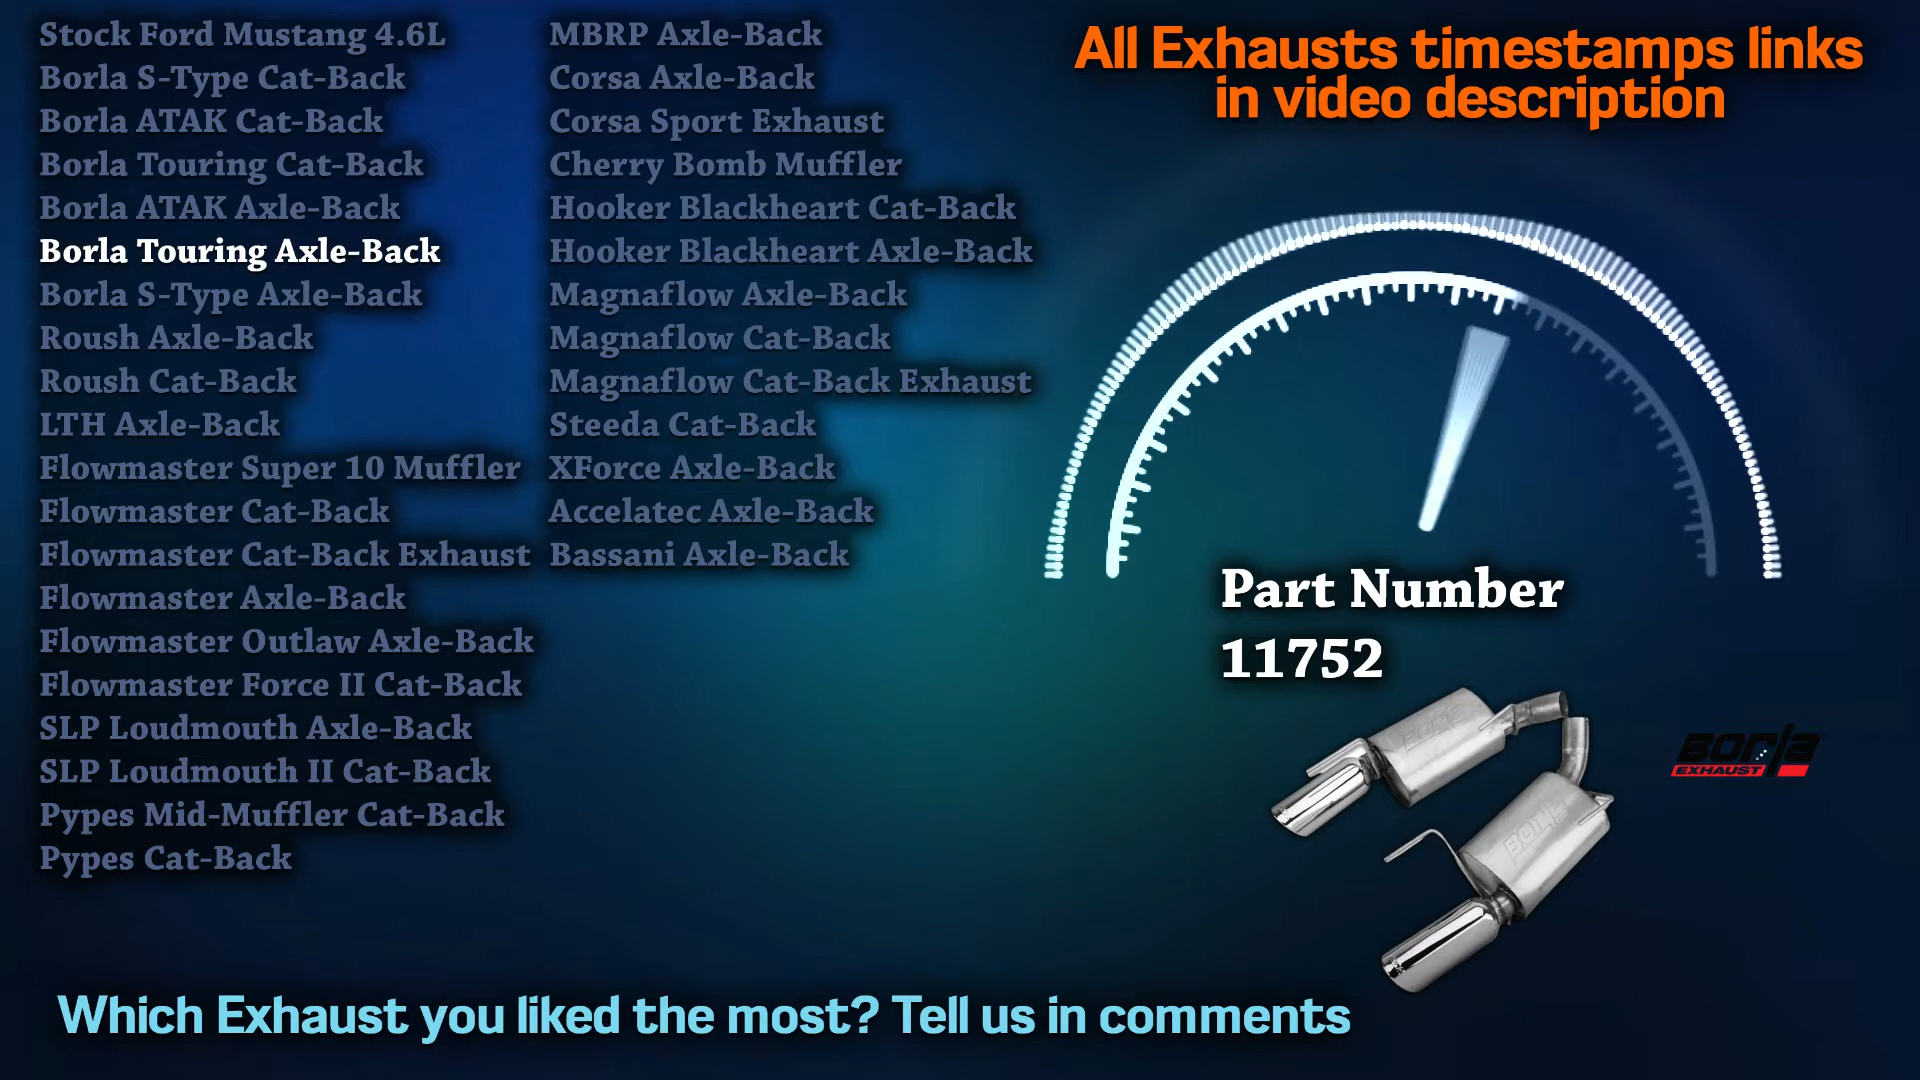 Stock Ford Mustang 4.6L
Borla S-Type Cat-Back
Borla ATAK Cat-Back
Borla Touring Cat-Back
Borla ATAK Axle-Back
Borla Touring Axle-Back
Borla S-Type Axle-Back
Roush Axle-Back
Roush Cat-Back
LTH Axle-Back
Flowmaster Super 10 Muffler
Flowmaster Cat-Back
Flowmaster Cat-Back Exhaust
Flowmaster Axle-Back
Flowmaster Outlaw Axle-Back
Flowmaster Force II Cat-Back
SLP Loudmouth Axle-Back
SLP Loudmouth II Cat-Back
Pypes Mid-Muffler Cat-Back
Pypes Cat-Back
MBRP Axle-Back
Corsa Axle-Back
Corsa Sport Exhaust
Cherry Bomb Muffler
Hooker Blackheart Cat-Back
Hooker Blackheart Axle-Back
Magnaflow Axle-Back
Magnaflow Cat-Back
Magnaflow Cat-Back Exhaust
Steeda Cat-Back
XForce Axle-Back
Accelatec Axle-Back
Bassani Axle-Back
All Exhausts timestamps links
in video description
Part Number
11752
BORLA
BORLA
Borla
EXHAUST
Which Exhaust you liked the most? Tell us in comments